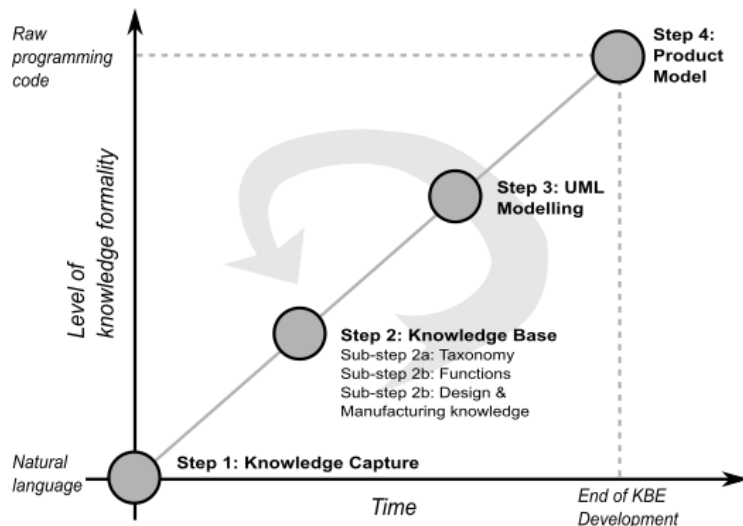 Raw
programming
code
Step 4:
Product
Model
Step 3: UML
Modelling
Level of
knowledge formality
Step 2: Knowledge Base
Sub-step 2a: Taxonomy
Sub-step 2b: Functions
Sub-step 2b: Design &
Manufacturing knowledge
Natural
language
Step 1: Knowledge Capture
Time
End of KBE
Development